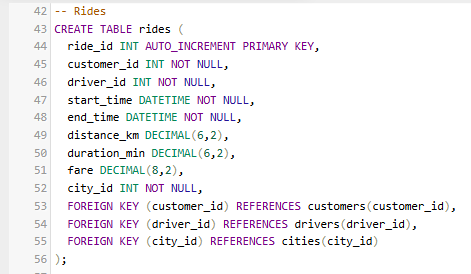 42 -- Rides
43 CREATE TABLE rides (
44 ride_id INT AUTO_INCREMENT PRIMARY KEY,
45 customer_id INT NOT NULL,
46 driver_id INT NOT NULL,
47 start_time DATETIME NOT NULL,
48 end_time DATETIME NOT NULL,
49 distance_km DECIMAL(6,2),
50 duration_min DECIMAL(6,2),
51 fare DECIMAL(8,2),
52 city_id INT NOT NULL,
53 FOREIGN KEY (customer_id) REFERENCES customers(customer_id),
54 FOREIGN KEY (driver_id) REFERENCES drivers(driver_id),
55 FOREIGN KEY (city_id) REFERENCES cities(city_id)
56 );